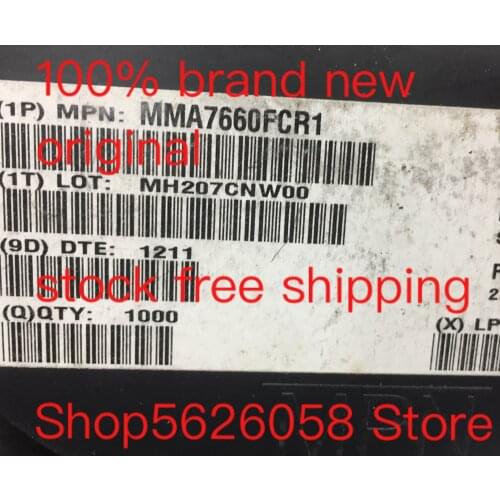 100% brand new
(1P) MPN: MMA7660FCR1
original
(1T) LOT: MH207CNW00
(9D) DTE: 1211
stock free shipping
(Q)QTY: 1000
(X) LP
Shop5626058 Store